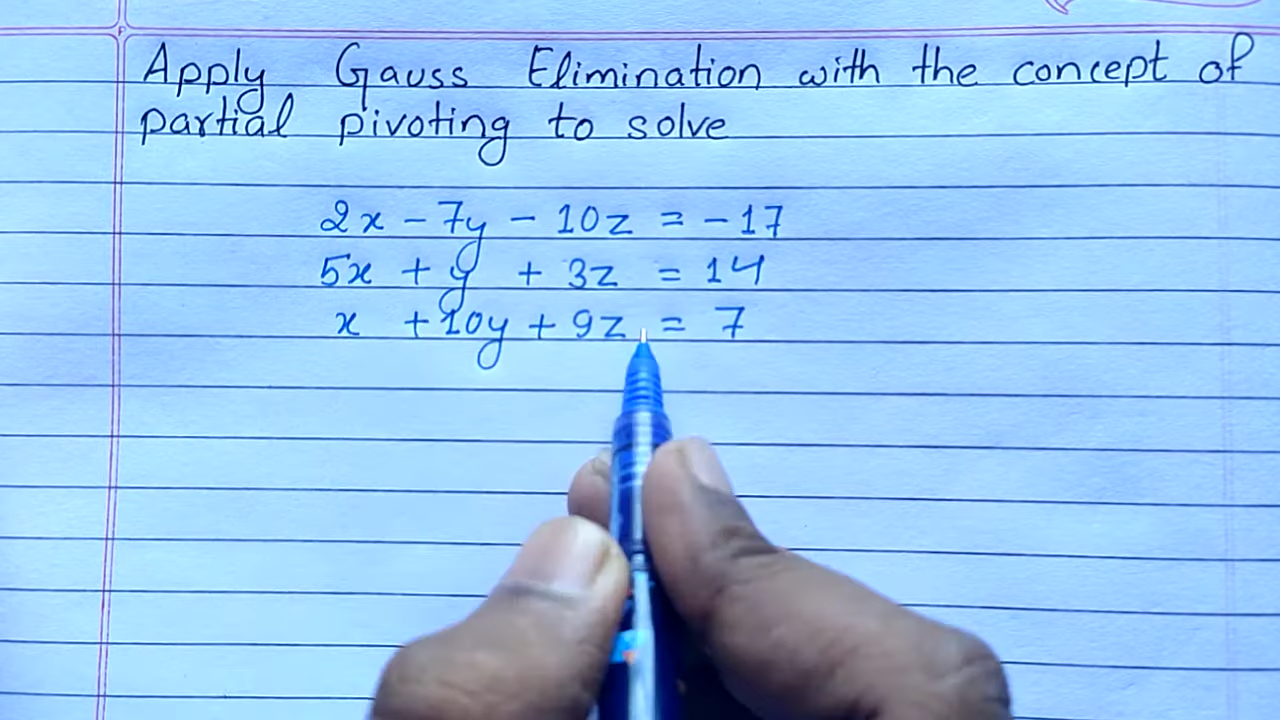 Apply Gauss Elimination with the concept of
partial pivoting to solve
2x - 7y - 10z = -17
5x + y + 3z = 14
x + 10y + 9z = 7